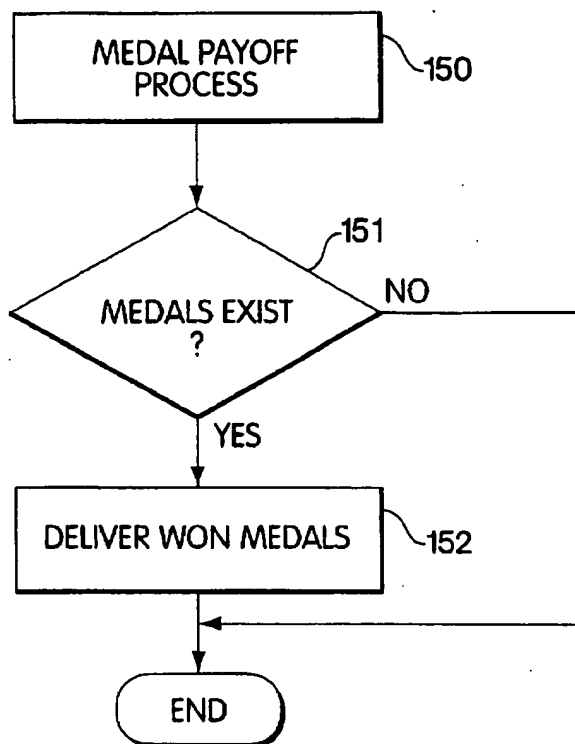 MEDAL PAYOFF
PROCESS
150
151
MEDALS EXIST
?
NO
YES
DELIVER WON MEDALS
152
END